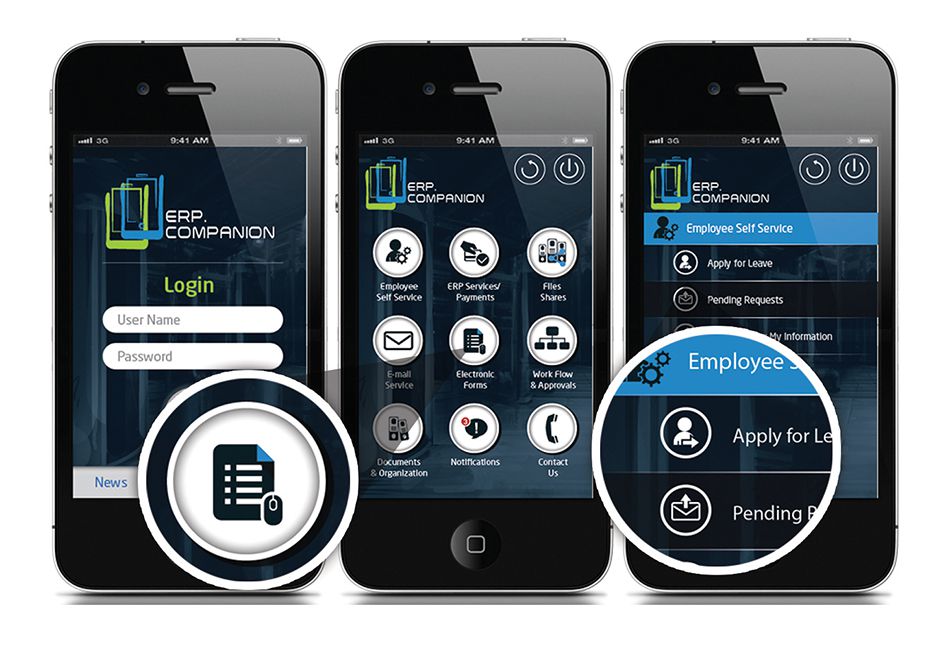 3G 9:41 AM
ERP.
COMPANION
Login
User Name
Password
News
3G 9:41 AM
ERP.
COMPANION
Employee
Self Service
ERP Services/
Payments
Files
Shares
E-mail
Service
Electronic
Forms
Work Flow
& Approvals
Documents
& Organization
3
Notifications
Contact
Us
3G 9:41 AM
ERP.
COMPANION
Employee Self Service
Apply for Leave
Pending Requests
My Information
Employee S
Apply for Le
Pending R